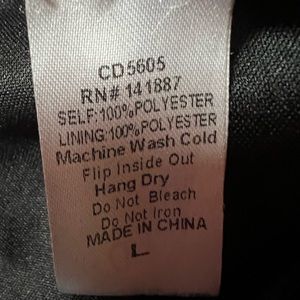 CD5605
RN# 141887
SELF:100%POLYESTER
LINING:100%POLYESTER
Machine Wash Cold
Flip Inside Out
Hang Dry
Do Not Bleach
Do Not Iron
MADE IN CHINA
L